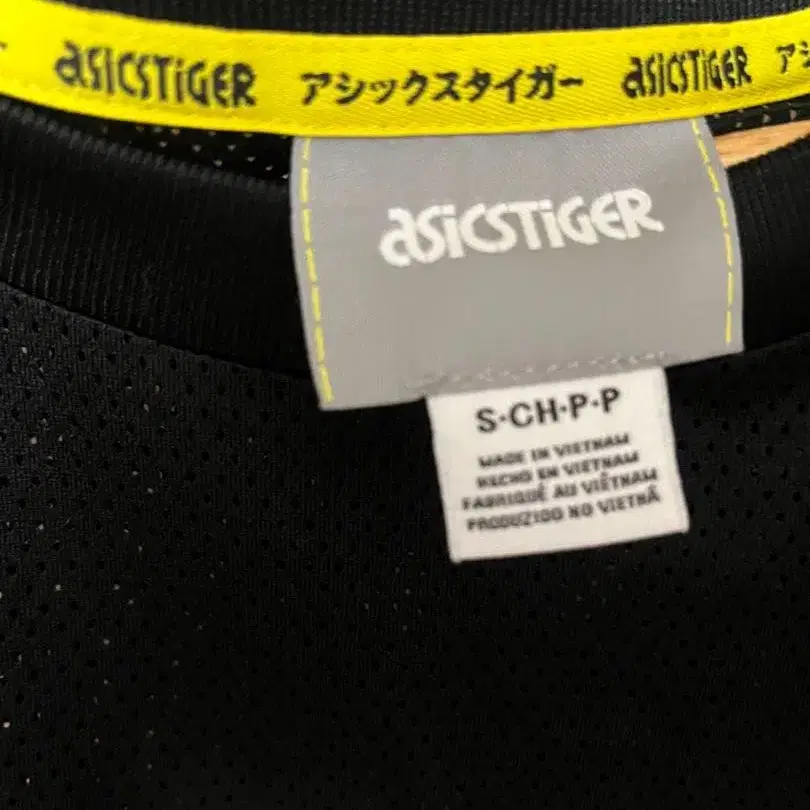 asicsTiGER アシックスタイガー asicsTiGER ア
asicsTiGER
S·CH·P·P
MADE IN VIETNAM
HECHO EN VIETNAM
FABRIQUÉ AU VIÊTNAM
PRODUZIDO NO VIETNÃ